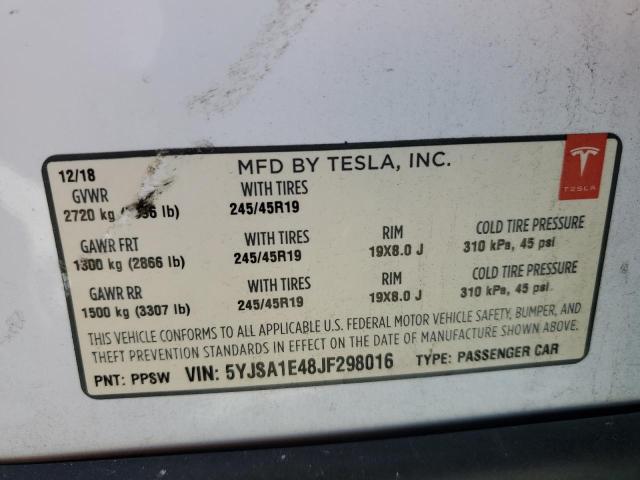 12/18 MFD BY TESLA, INC.
TESLA
GVWR WITH TIRES
2720 kg ( lb) 245/45R19
GAWR FRT WITH TIRES RIM COLD TIRE PRESSURE
1300 kg (2866 lb) 245/45R19 19X8.0 J 310 kPa, 45 psi
GAWR RR WITH TIRES RIM COLD TIRE PRESSURE
1500 kg (3307 lb) 245/45R19 19X8.0 J 310 kPa, 45 psi
THIS VEHICLE CONFORMS TO ALL APPLICABLE U.S. FEDERAL MOTOR VEHICLE SAFETY, BUMPER, AND
THEFT PREVENTION STANDARDS IN EFFECT ON THE DATE OF MANUFACTURE SHOWN ABOVE.
PNT: PPSW VIN: 5YJSA1E48JF298016 TYPE: PASSENGER CAR